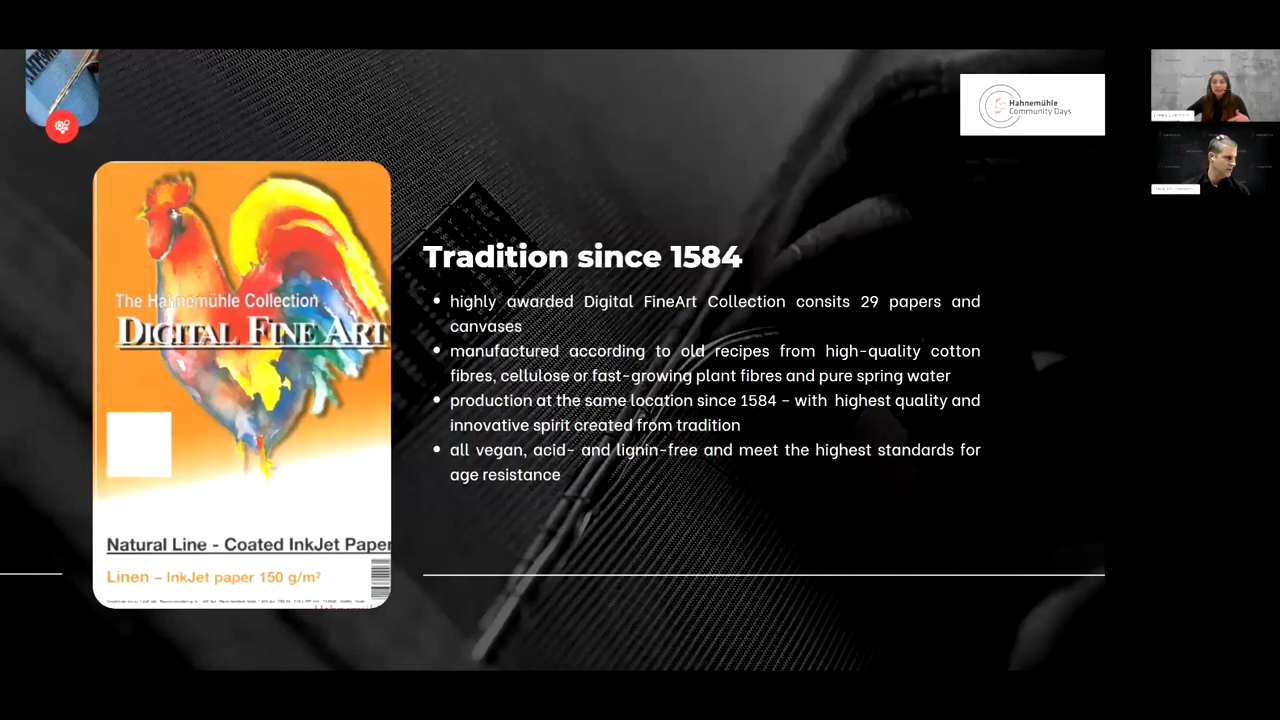 Hahnemühle
Community Days
The Hahnemühle Collection
DIGITAL FINE ART
Tradition since 1584
highly awarded Digital FineArt Collection consits 29 papers and
canvases
manufactured according to old recipes from high-quality cotton
fibres, cellulose or fast-growing plant fibres and pure spring water
production at the same location since 1584 – with highest quality and
innovative spirit created from tradition
all vegan, acid- and lignin-free and meet the highest standards for
age resistance
Natural Line - Coated InkJet Paper
Linen – InkJet paper 150 g/m²